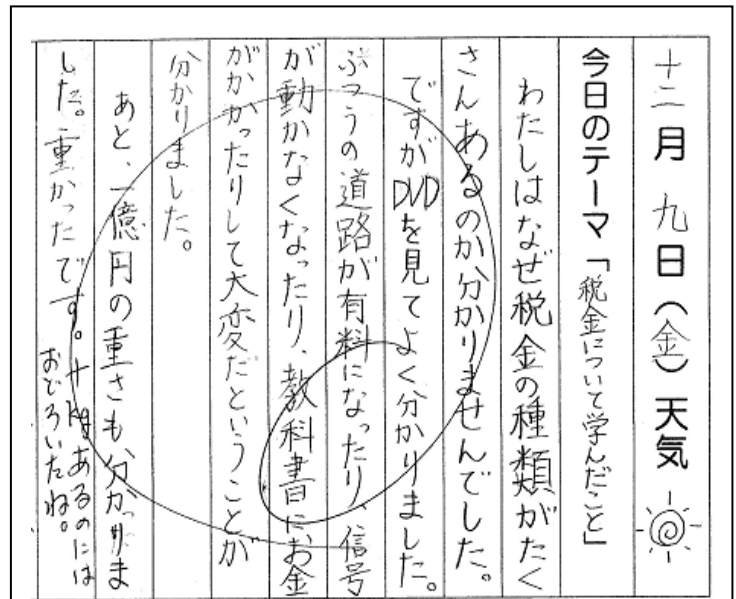 十二月九日(金)天気
今日のテーマ「税金について学んだこと」
わたしはなぜ税金の種類がたく
さんあるのか分かりませんでした。
ですがDVDを見てよく分かりました。
ふつうの道路が有料になったり、信号
が動かなくなったり、教科書にお金
がかかったりして大変だということが
分かりました。
あと、一億円の重さも分かりま
した。重かったです。
十kgあるのには
おどろいたね。